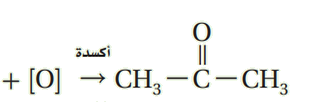 O
||
أكسدة
+ [O] → CH₃ — C — CH₃